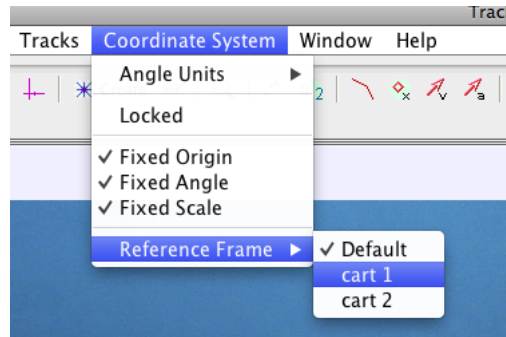 Trac
Tracks Coordinate System Window Help
Angle Units
Locked
✓ Fixed Origin
✓ Fixed Angle
✓ Fixed Scale
Reference Frame
✓ Default
cart 1
cart 2
2
x
v
a